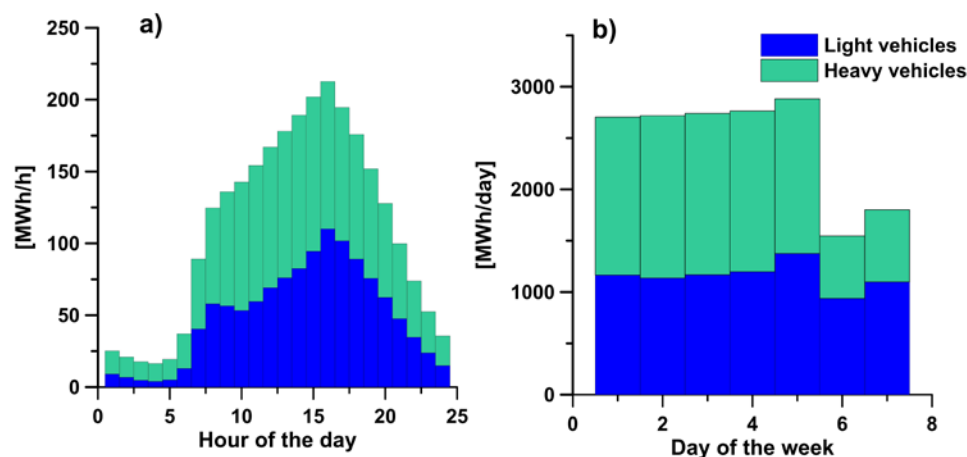 a)
250
200
150
100
50
0
[MWh/h]
0 5 10 15 20 25
Hour of the day
b)
Light vehicles
Heavy vehicles
3000
2000
1000
0
[MWh/day]
0 2 4 6 8
Day of the week